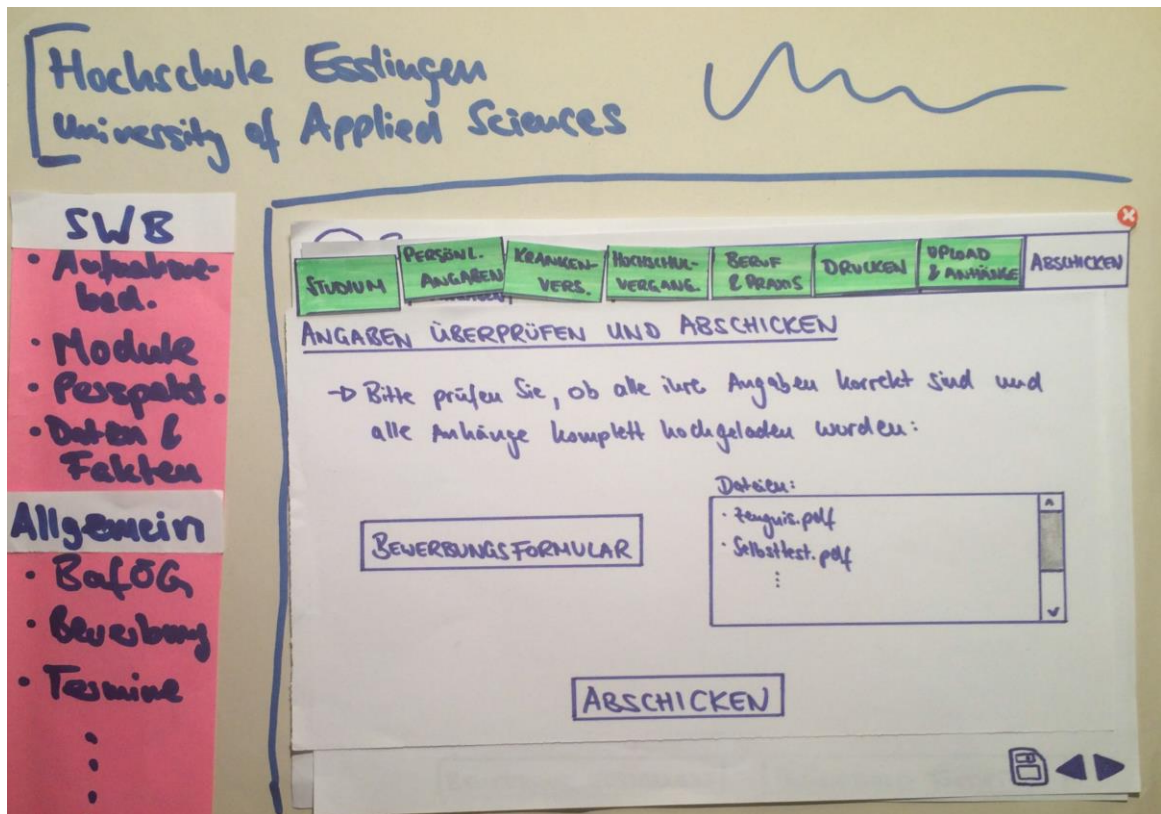 Hochschule Esslingen
University of Applied Sciences
SWB
• Aufnahme-
bed.
• Module
• Perspekt.
• Daten &
Fakten
Allgemein
• BaföG
• Bewerbung
• Termine
STUDIUM
PERSÖNL.
ANGABEN
KRANKEN-
VERS.
HOCHSCHUL-
VERGANG.
BERUF
& PRAXIS
DRUCKEN
UPLOAD
& ANHÄNGE
ABSCHICKEN
ANGABEN ÜBERPRÜFEN UND ABSCHICKEN
→ Bitte prüfen Sie, ob alle ihre Angaben korrekt sind und
alle Anhänge komplett hochgeladen wurden:
BEWERBUNGSFORMULAR
Dateien:
• Zeugnis.pdf
• Selbsttest.pdf
ABSCHICKEN